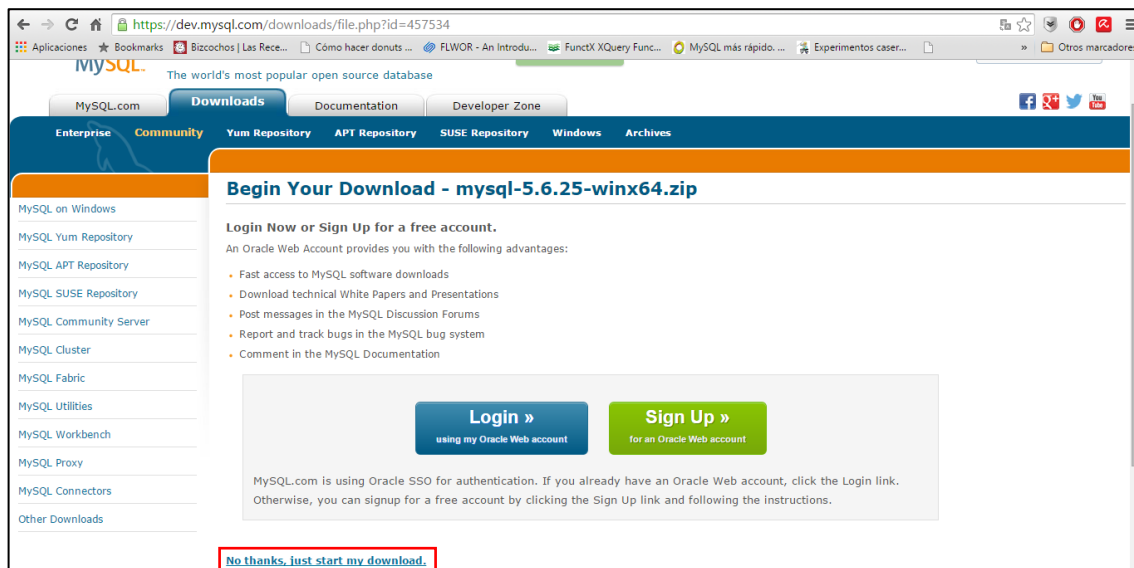 https://dev.mysql.com/downloads/file.php?id=457534
Aplicaciones Bookmarks Bizcochos | Las Rece... Cómo hacer donuts ... FLWOR - An Introdu... FunctX XQuery Func... MySQL más rápido. ... Experimentos caser... » Otros marcadores
MySQL™ The world's most popular open source database
MySQL.com Downloads Documentation Developer Zone
Enterprise Community Yum Repository APT Repository SUSE Repository Windows Archives
Begin Your Download - mysql-5.6.25-winx64.zip
MySQL on Windows
MySQL Yum Repository
MySQL APT Repository
MySQL SUSE Repository
MySQL Community Server
MySQL Cluster
MySQL Fabric
MySQL Utilities
MySQL Workbench
MySQL Proxy
MySQL Connectors
Other Downloads
Login Now or Sign Up for a free account.
An Oracle Web Account provides you with the following advantages:
Fast access to MySQL software downloads
Download technical White Papers and Presentations
Post messages in the MySQL Discussion Forums
Report and track bugs in the MySQL bug system
Comment in the MySQL Documentation
Login »
using my Oracle Web account
Sign Up »
for an Oracle Web account
MySQL.com is using Oracle SSO for authentication. If you already have an Oracle Web account, click the Login link.
Otherwise, you can signup for a free account by clicking the Sign Up link and following the instructions.
No thanks, just start my download.